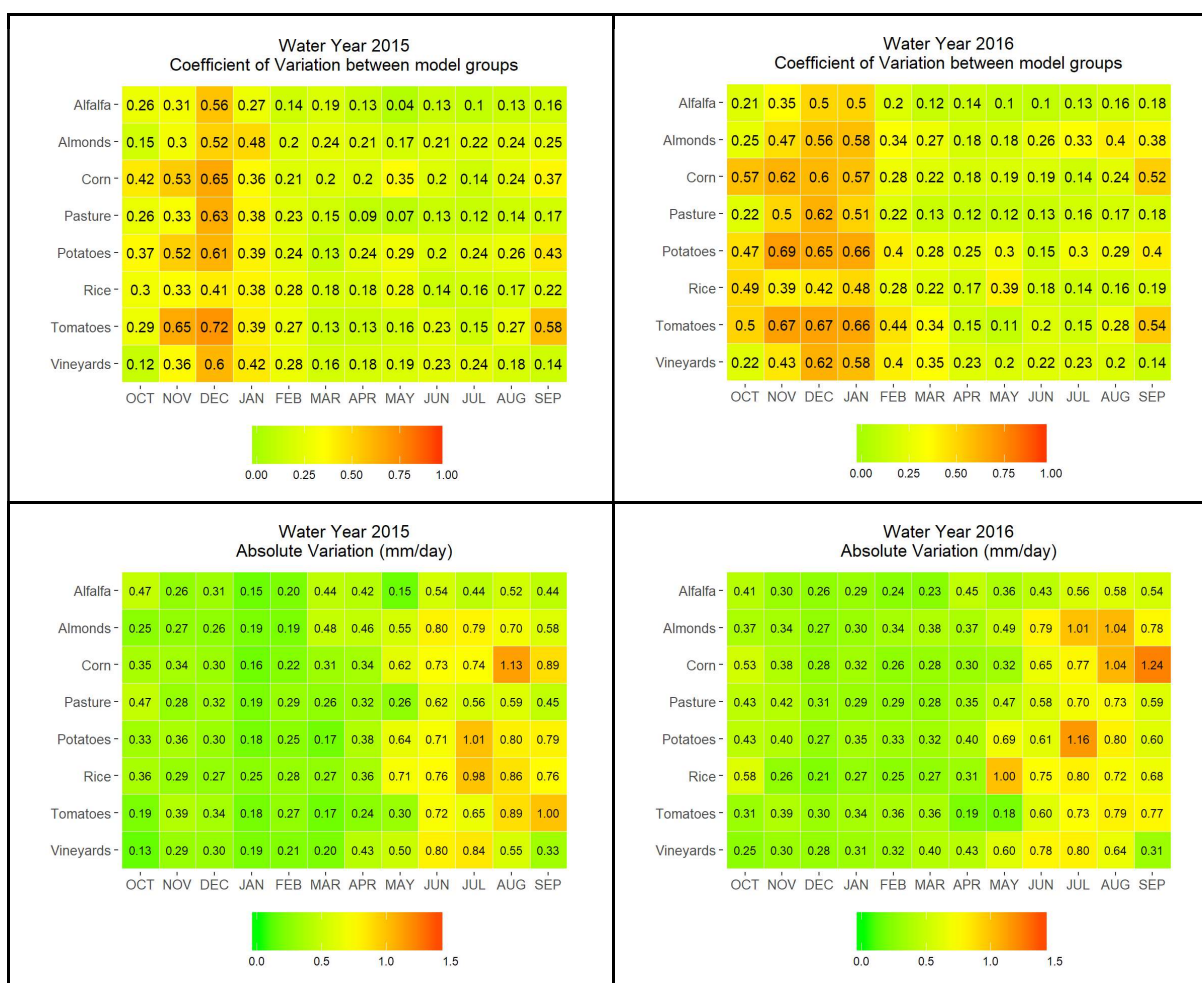 Water Year 2015
Coefficient of Variation between model groups
Alfalfa 0.26 0.31 0.56 0.27 0.14 0.19 0.13 0.04 0.13 0.1 0.13 0.16
Almonds 0.15 0.3 0.52 0.48 0.2 0.24 0.21 0.17 0.21 0.22 0.24 0.25
Corn 0.42 0.53 0.65 0.36 0.21 0.2 0.2 0.35 0.2 0.14 0.24 0.37
Pasture 0.26 0.33 0.63 0.38 0.23 0.15 0.09 0.07 0.13 0.12 0.14 0.17
Potatoes 0.37 0.52 0.61 0.39 0.24 0.13 0.24 0.29 0.2 0.24 0.26 0.43
Rice 0.3 0.33 0.41 0.38 0.28 0.18 0.18 0.28 0.14 0.16 0.17 0.22
Tomatoes 0.29 0.65 0.72 0.39 0.27 0.13 0.13 0.16 0.23 0.15 0.27 0.58
Vineyards 0.12 0.36 0.6 0.42 0.28 0.16 0.18 0.19 0.23 0.24 0.18 0.14
OCT NOV DEC JAN FEB MAR APR MAY JUN JUL AUG SEP
0.00 0.25 0.50 0.75 1.00
Water Year 2016
Coefficient of Variation between model groups
Alfalfa 0.21 0.35 0.5 0.5 0.2 0.12 0.14 0.1 0.1 0.13 0.16 0.18
Almonds 0.25 0.47 0.56 0.58 0.34 0.27 0.18 0.18 0.26 0.33 0.4 0.38
Corn 0.57 0.62 0.6 0.57 0.28 0.22 0.18 0.19 0.19 0.14 0.24 0.52
Pasture 0.22 0.5 0.62 0.51 0.22 0.13 0.12 0.12 0.13 0.16 0.17 0.18
Potatoes 0.47 0.69 0.65 0.66 0.4 0.28 0.25 0.3 0.15 0.3 0.29 0.4
Rice 0.49 0.39 0.42 0.48 0.28 0.22 0.17 0.39 0.18 0.14 0.16 0.19
Tomatoes 0.5 0.67 0.67 0.66 0.44 0.34 0.15 0.11 0.2 0.15 0.28 0.54
Vineyards 0.22 0.43 0.62 0.58 0.4 0.35 0.23 0.2 0.22 0.23 0.2 0.14
OCT NOV DEC JAN FEB MAR APR MAY JUN JUL AUG SEP
0.00 0.25 0.50 0.75 1.00
Water Year 2015
Absolute Variation (mm/day)
Alfalfa 0.47 0.26 0.31 0.15 0.20 0.44 0.42 0.15 0.54 0.44 0.52 0.44
Almonds 0.25 0.27 0.26 0.19 0.19 0.48 0.46 0.55 0.80 0.79 0.70 0.58
Corn 0.35 0.34 0.30 0.16 0.22 0.31 0.34 0.62 0.73 0.74 1.13 0.89
Pasture 0.47 0.28 0.32 0.19 0.29 0.29 0.32 0.26 0.62 0.56 0.59 0.45
Potatoes 0.33 0.36 0.30 0.18 0.25 0.17 0.38 0.64 0.71 1.01 0.80 0.79
Rice 0.36 0.29 0.27 0.25 0.28 0.27 0.36 0.71 0.76 0.98 0.86 0.76
Tomatoes 0.19 0.39 0.34 0.18 0.27 0.17 0.24 0.30 0.72 0.65 0.89 1.00
Vineyards 0.13 0.29 0.30 0.19 0.21 0.20 0.43 0.50 0.80 0.84 0.55 0.33
OCT NOV DEC JAN FEB MAR APR MAY JUN JUL AUG SEP
0.0 0.5 1.0 1.5
Water Year 2016
Absolute Variation (mm/day)
Alfalfa 0.41 0.30 0.26 0.29 0.24 0.23 0.45 0.36 0.43 0.56 0.58 0.54
Almonds 0.37 0.34 0.27 0.30 0.34 0.38 0.37 0.49 0.79 1.01 1.04 0.78
Corn 0.53 0.38 0.28 0.32 0.26 0.28 0.30 0.32 0.65 0.77 1.04 1.24
Pasture 0.43 0.42 0.31 0.29 0.29 0.28 0.35 0.47 0.58 0.70 0.73 0.59
Potatoes 0.43 0.40 0.27 0.35 0.33 0.32 0.40 0.69 0.61 1.16 0.80 0.60
Rice 0.58 0.26 0.21 0.27 0.25 0.27 0.31 1.00 0.75 0.80 0.72 0.68
Tomatoes 0.31 0.39 0.30 0.34 0.36 0.36 0.19 0.18 0.60 0.73 0.79 0.77
Vineyards 0.25 0.30 0.28 0.31 0.32 0.40 0.43 0.60 0.78 0.80 0.64 0.31
OCT NOV DEC JAN FEB MAR APR MAY JUN JUL AUG SEP
0.0 0.5 1.0 1.5